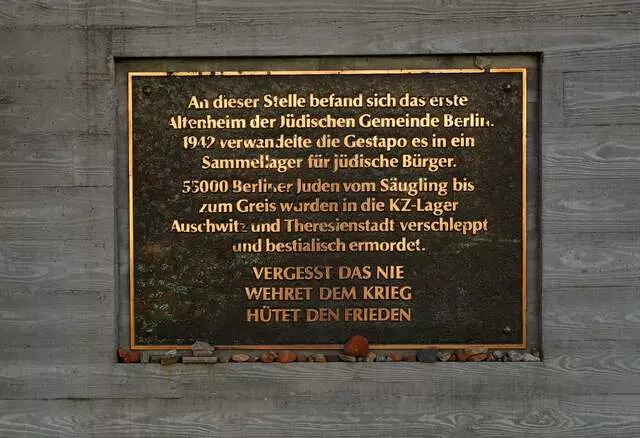 An dieser Stelle befand sich das erste
Altenheim der Jüdischen Gemeinde Berlin.
1942 verwandelte die Gestapo es in ein
Sammellager für jüdische Bürger.
55000 Berliner Juden vom Säugling bis
zum Greis wurden in die KZ-Lager
Auschwitz und Theresienstadt verschleppt
und bestialisch ermordet.
VERGESST DAS NIE
WEHRET DEM KRIEG
HÜTET DEN FRIEDEN